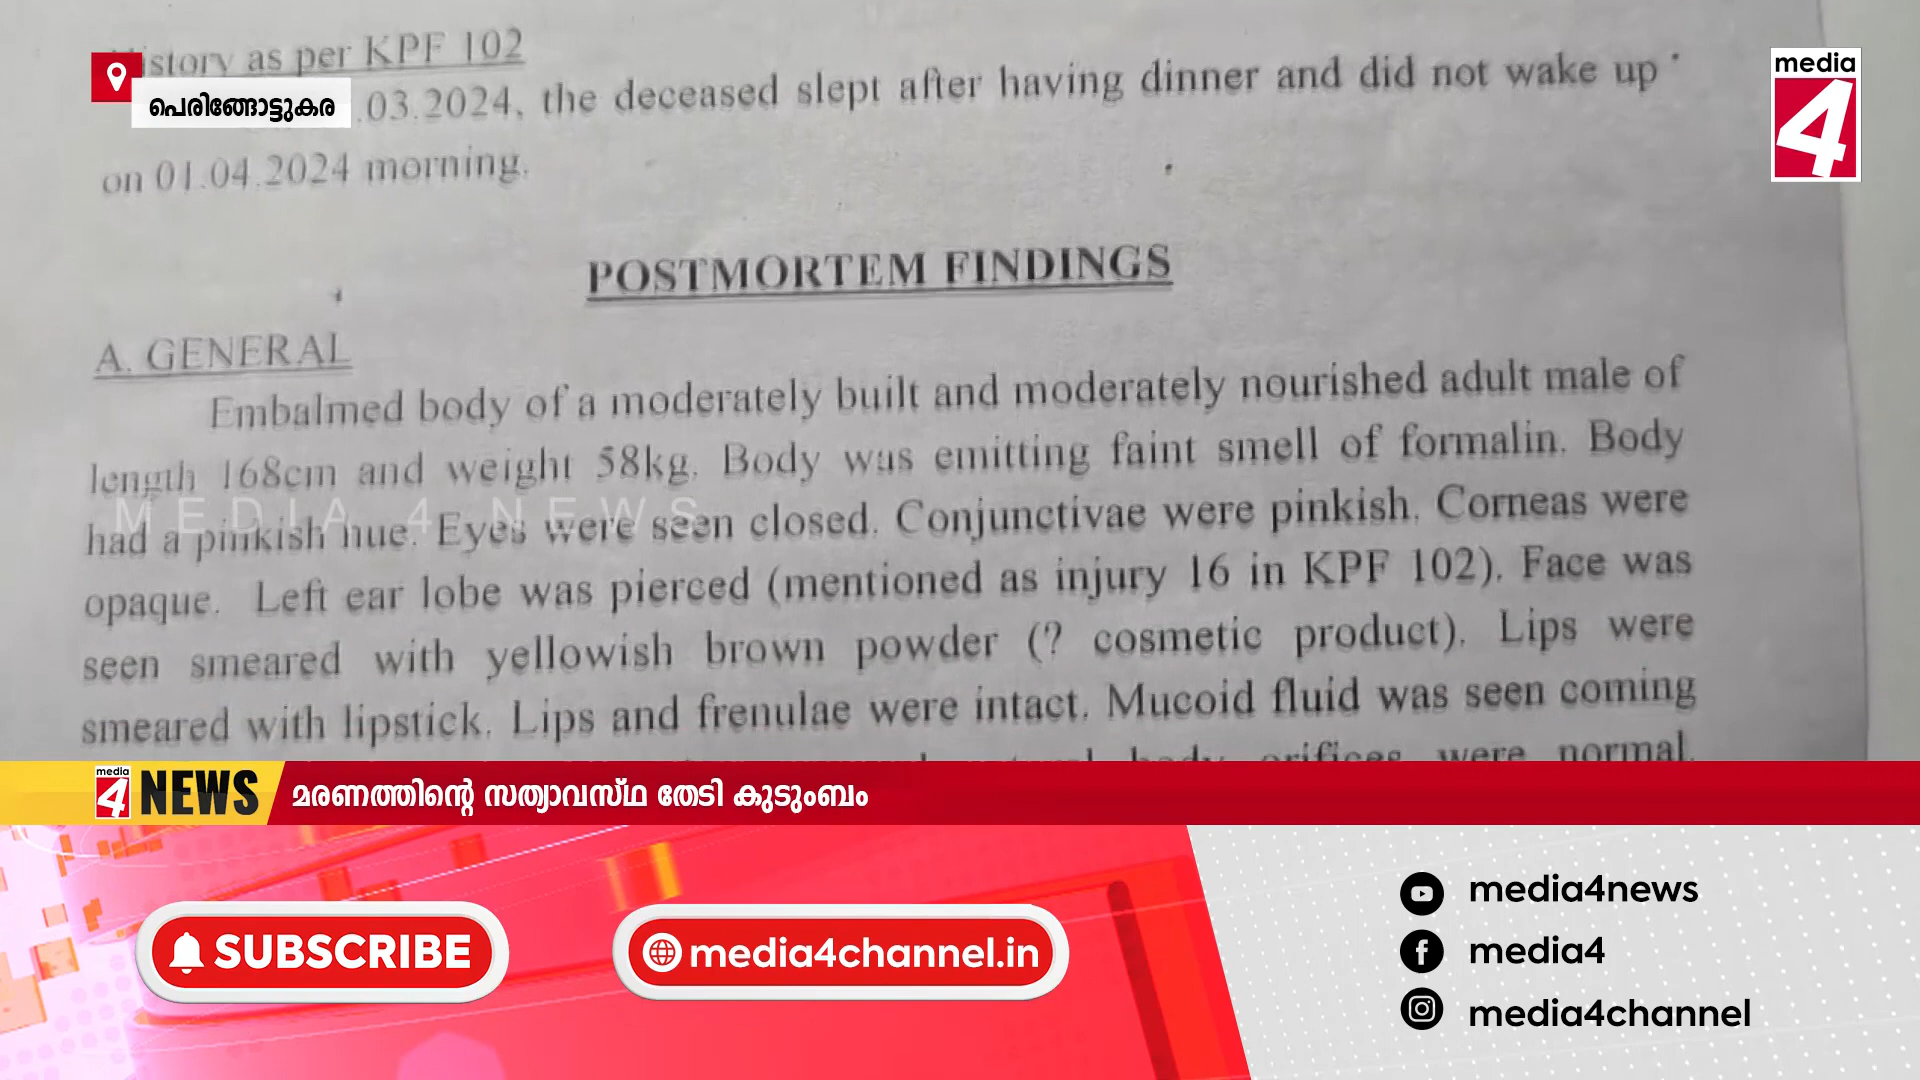 History as per KPF 102
പെരിങ്ങോട്ടുകര
.03.2024, the deceased slept after having dinner and did not wake up
on 01.04.2024 morning.
media
4
POSTMORTEM FINDINGS
A. GENERAL
Embalmed body of a moderately built and moderately nourished adult male of
length 168cm and weight 58kg. Body was emitting faint smell of formalin. Body
MEDIA 4 NEWS
had a pinkish hue. Eyes were seen closed. Conjunctivae were pinkish. Corneas were
opaque. Left ear lobe was pierced (mentioned as injury 16 in KPF 102). Face was
seen smeared with yellowish brown powder (? cosmetic product). Lips were
smeared with lipstick. Lips and frenulae were intact. Mucoid fluid was seen coming
body orifices were normal.
media
4 NEWS
മരണത്തിന്റെ സത്യാവസ്ഥ തേടി കുടുംബം
SUBSCRIBE
media4channel.in
media4news
media4
media4channel